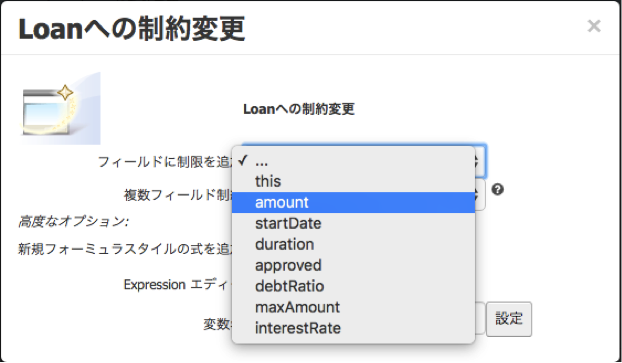 Loanへの制約変更
×
Loanへの制約変更
フィールドに制限を追
✓ ...
this
複数フィールド制
?
amount
高度なオプション:
startDate
新規フォーミュラスタイルの式を追
duration
approved
Expression エディ
debtRatio
maxAmount
変数
設定
interestRate